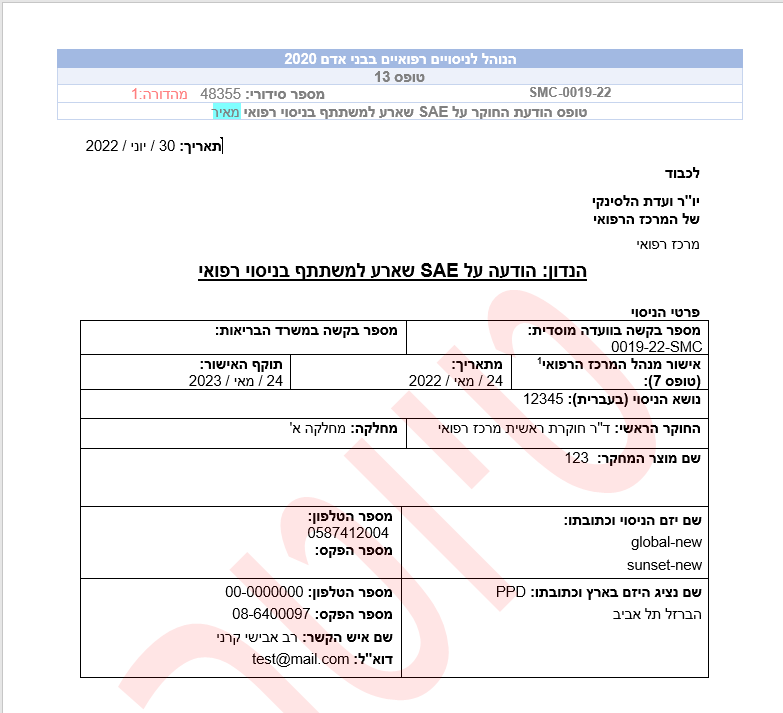 הנוהל לניסויים רפואיים בבני אדם 2020
טופס 13
SMC-0019-22 מספר סידורי: 48355 מהדורה:1
טופס הודעת החוקר על SAE שארע למשתתף בניסוי רפואי מאיר
תאריך: 30 / יוני / 2022
לכבוד
יו"ר ועדת הלסינקי
של המרכז הרפואי
מרכז רפואי
הנדון: הודעה על SAE שארע למשתתף בניסוי רפואי
פרטי הניסוי
מספר בקשה בוועדה מוסדית:
0019-22-SMC
מספר בקשה במשרד הבריאות:
אישור מנהל המרכז הרפואי1
(טופס 7):
מתאריך:
24 / מאי / 2022
תוקף האישור:
24 / מאי / 2023
נושא הניסוי (בעברית): 12345
החוקר הראשי: ד"ר חוקרת ראשית מרכז רפואי
מחלקה: מחלקה א'
שם מוצר המחקר: 123
שם יזם הניסוי וכתובתו:
global-new
sunset-new
מספר הטלפון:
0587412004
מספר הפקס:
שם נציג היזם בארץ וכתובתו: PPD
הברזל תל אביב
מספר הטלפון: 00-0000000
מספר הפקס: 08-6400097
שם איש הקשר: רב אבישי קרני
דוא"ל: test@mail.com
טיוטה